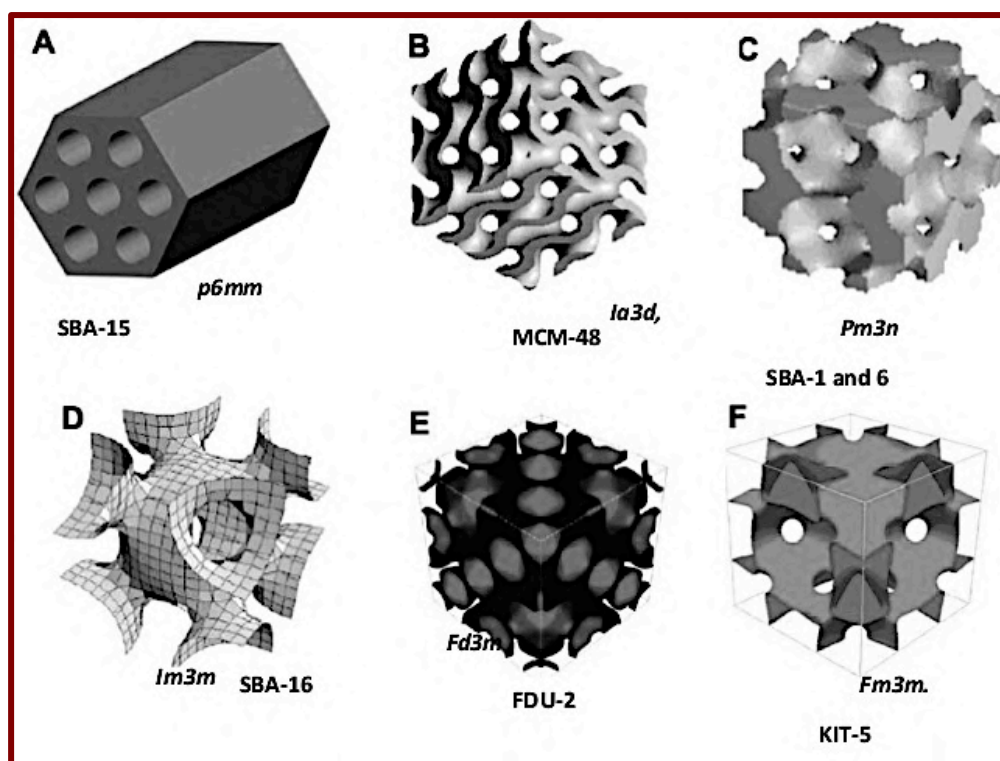 A
p6mm
SBA-15
B
Ia3d,
MCM-48
C
Pm3n
SBA-1 and 6
D
Im3m
SBA-16
E
Fd3m
FDU-2
F
Fm3m.
KIT-5